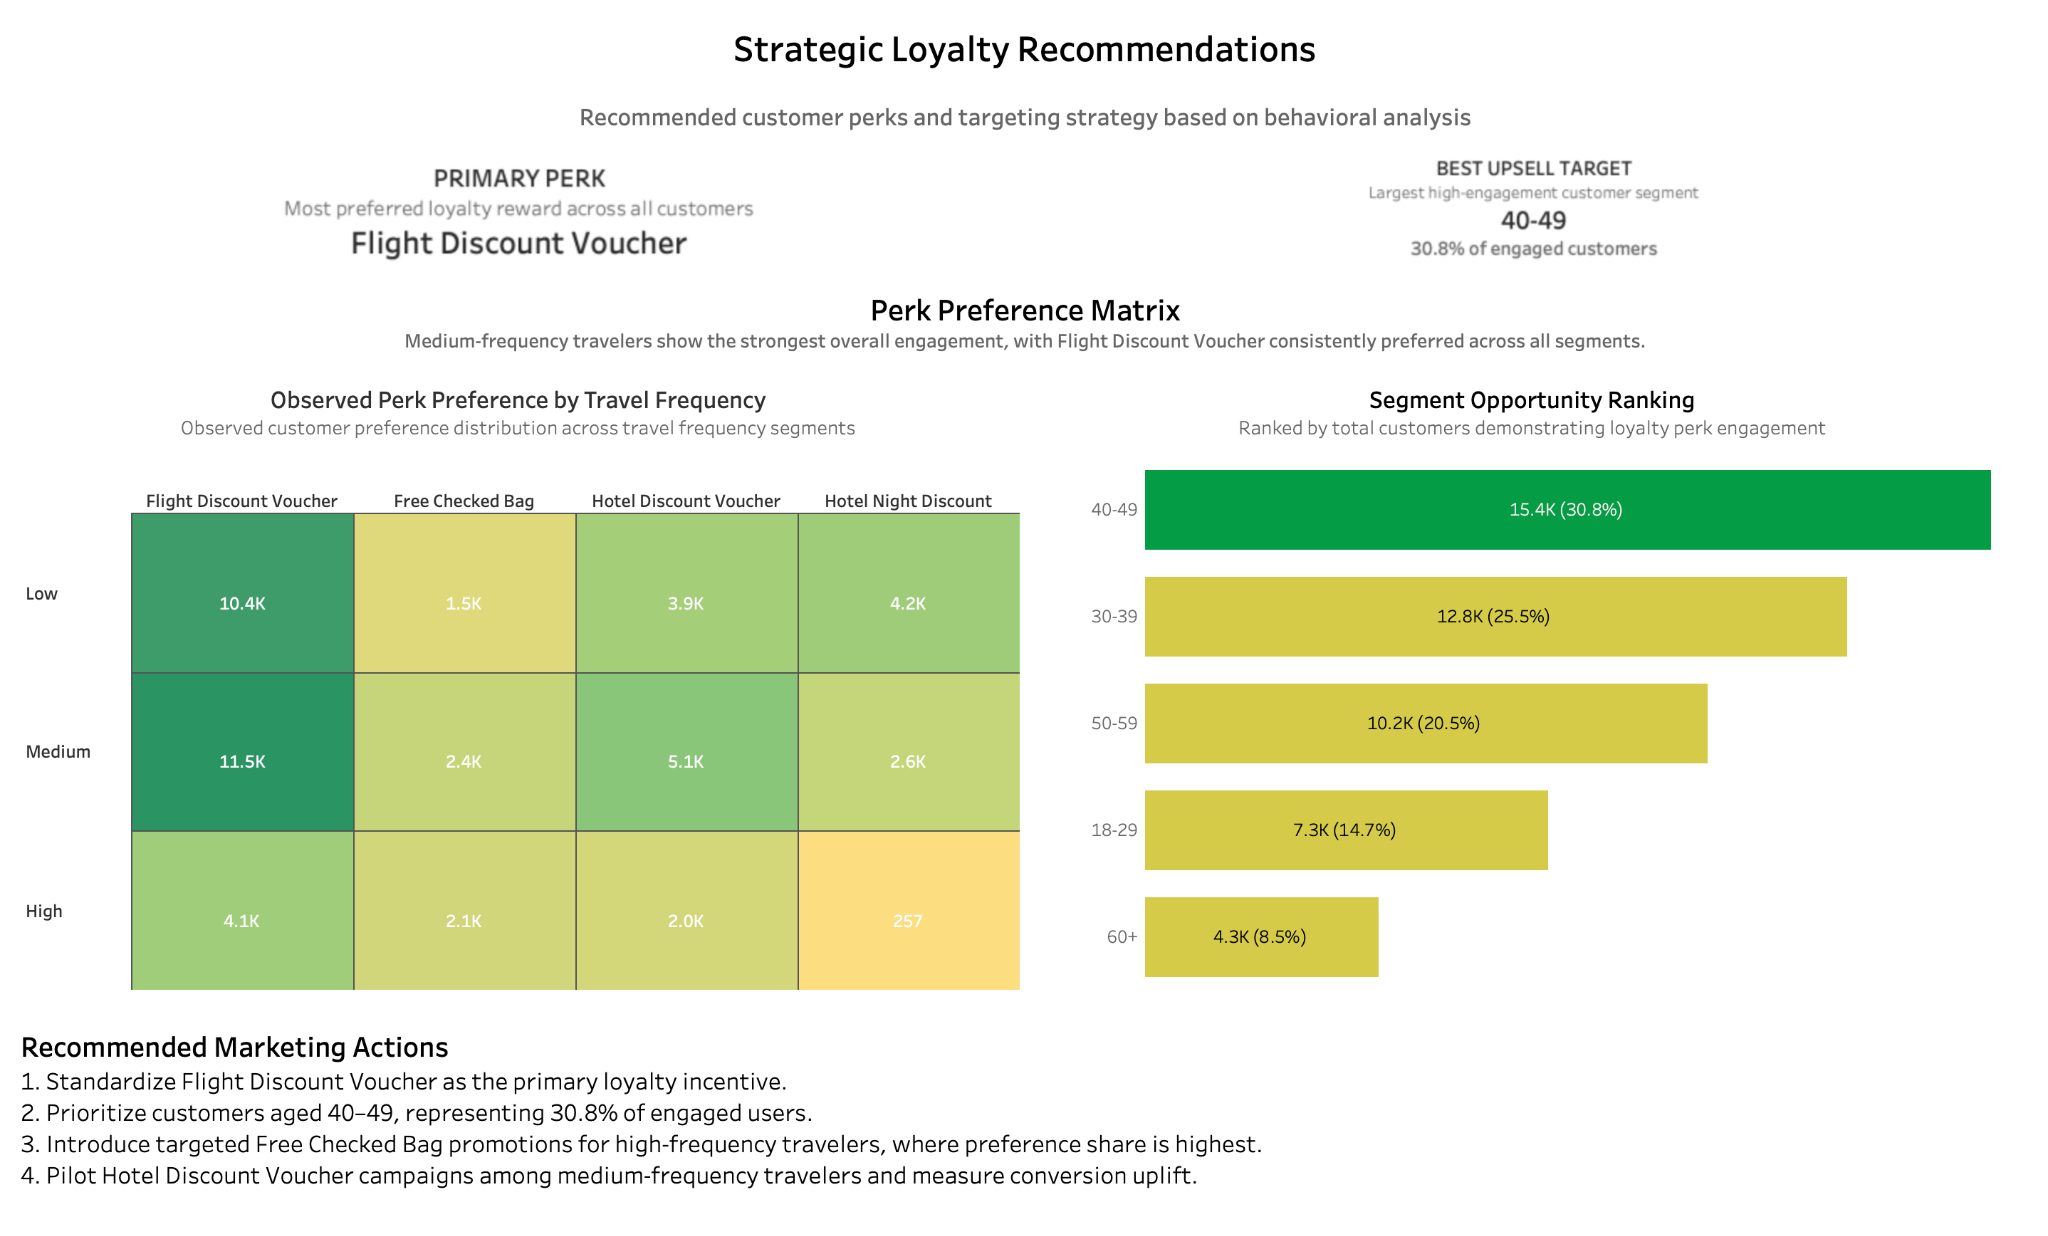 Strategic Loyalty Recommendations
Recommended customer perks and targeting strategy based on behavioral analysis
PRIMARY PERK
Most preferred loyalty reward across all customers
Flight Discount Voucher
BEST UPSELL TARGET
Largest high-engagement customer segment
40-49
30.8% of engaged customers
Perk Preference Matrix
Medium-frequency travelers show the strongest overall engagement, with Flight Discount Voucher consistently preferred across all segments.
Observed Perk Preference by Travel Frequency
Observed customer preference distribution across travel frequency segments
Flight Discount Voucher Free Checked Bag Hotel Discount Voucher Hotel Night Discount
Low 10.4K 1.5K 3.9K 4.2K
Medium 11.5K 2.4K 5.1K 2.6K
High 4.1K 2.1K 2.0K 257
Segment Opportunity Ranking
Ranked by total customers demonstrating loyalty perk engagement
40-49 15.4K (30.8%)
30-39 12.8K (25.5%)
50-59 10.2K (20.5%)
18-29 7.3K (14.7%)
60+ 4.3K (8.5%)
Recommended Marketing Actions
1. Standardize Flight Discount Voucher as the primary loyalty incentive.
2. Prioritize customers aged 40–49, representing 30.8% of engaged users.
3. Introduce targeted Free Checked Bag promotions for high-frequency travelers, where preference share is highest.
4. Pilot Hotel Discount Voucher campaigns among medium-frequency travelers and measure conversion uplift.